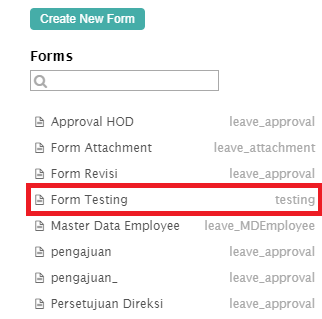 Create New Form
Forms
Approval HOD leave_approval
Form Attachment leave_attachment
Form Revisi leave_approval
Form Testing testing
Master Data Employee leave_MDEmployee
pengajuan leave_approval
pengajuan_ leave_approval
Persetujuan Direksi leave_approval